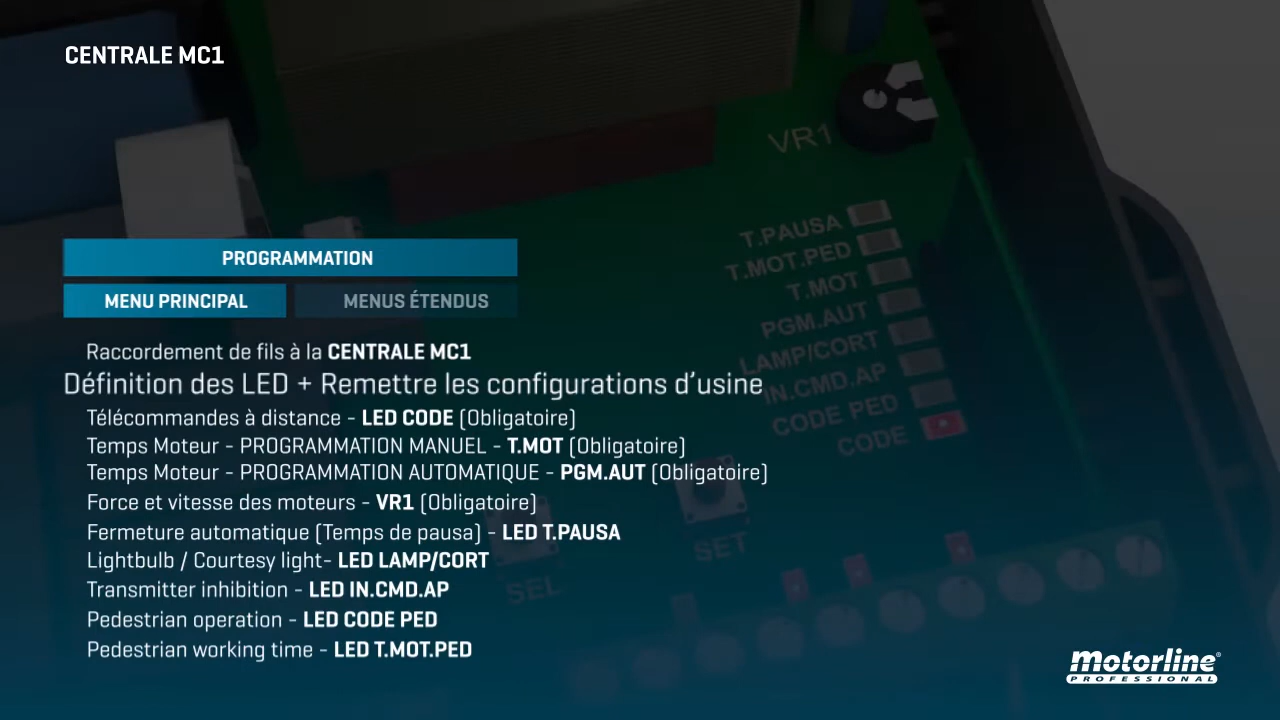 CENTRALE MC1
VR1
T.PAUSA
T.MOT.PED
T.MOT
PGM.AUT
LAMP/CORT
IN.CMD.AP
CODE PED
CODE
PROGRAMMATION
MENU PRINCIPAL
MENUS ÉTENDUS
Raccordement de fils à la CENTRALE MC1
Définition des LED + Remettre les configurations d’usine
Télécommandes à distance - LED CODE (Obligatoire)
Temps Moteur - PROGRAMMATION MANUEL - T.MOT (Obligatoire)
Temps Moteur - PROGRAMMATION AUTOMATIQUE - PGM.AUT (Obligatoire)
Force et vitesse des moteurs - VR1 (Obligatoire)
Fermeture automatique (Temps de pausa) - LED T.PAUSA
Lightbulb / Courtesy light- LED LAMP/CORT
Transmitter inhibition - LED IN.CMD.AP
Pedestrian operation - LED CODE PED
Pedestrian working time - LED T.MOT.PED
SET
SEL
Motorline®
PROFESSIONAL